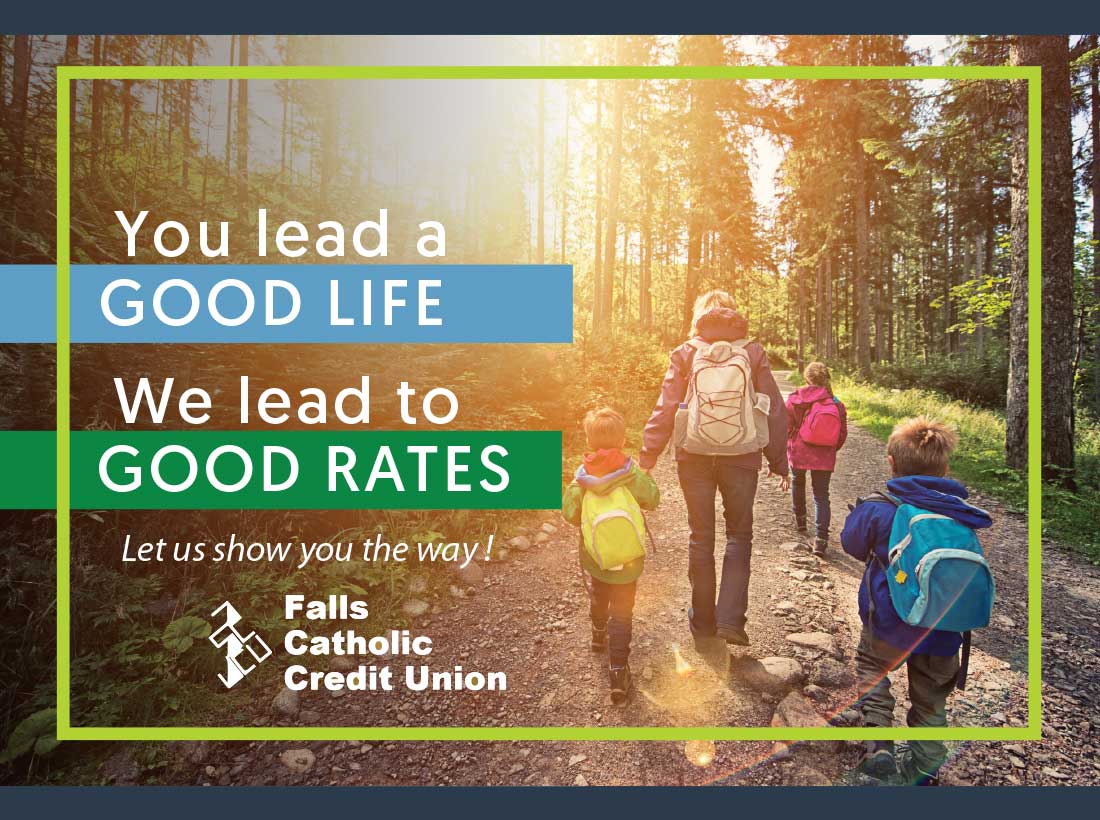 You lead a
GOOD LIFE
We lead to
GOOD RATES
Let us show you the way!
Falls
Catholic
Credit Union